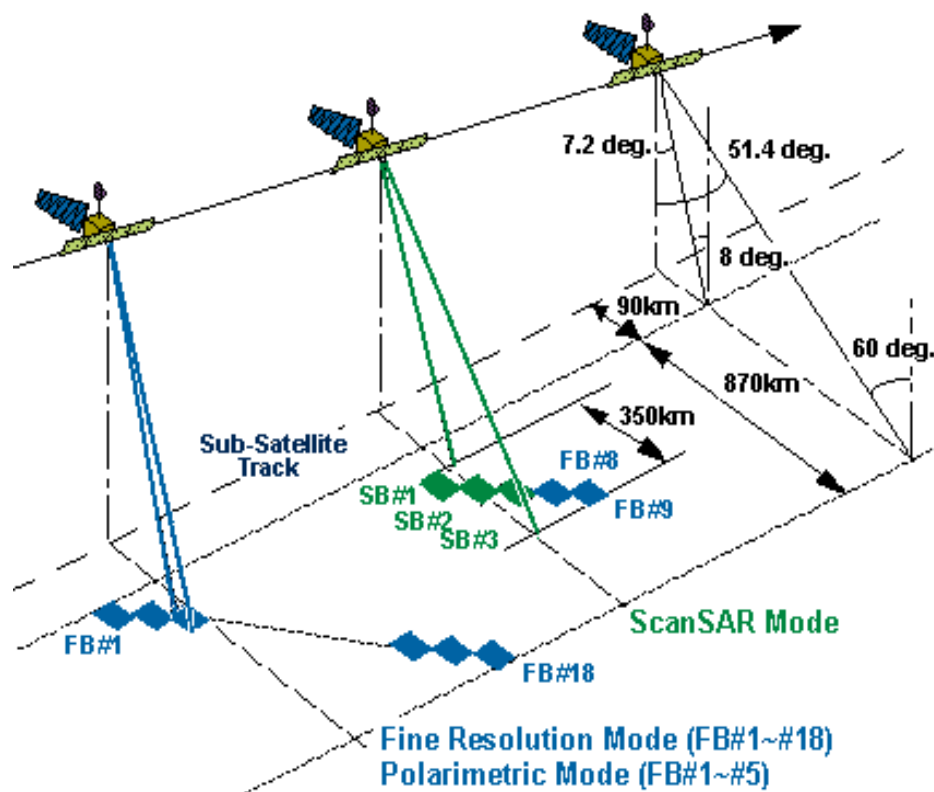 7.2 deg.
51.4 deg.
8 deg.
90km
60 deg.
870km
350km
Sub-Satellite
Track
FB#8
SB#1
FB#9
SB#2
SB#3
ScanSAR Mode
FB#1
FB#18
Fine Resolution Mode (FB#1~#18)
Polarimetric Mode (FB#1~#5)